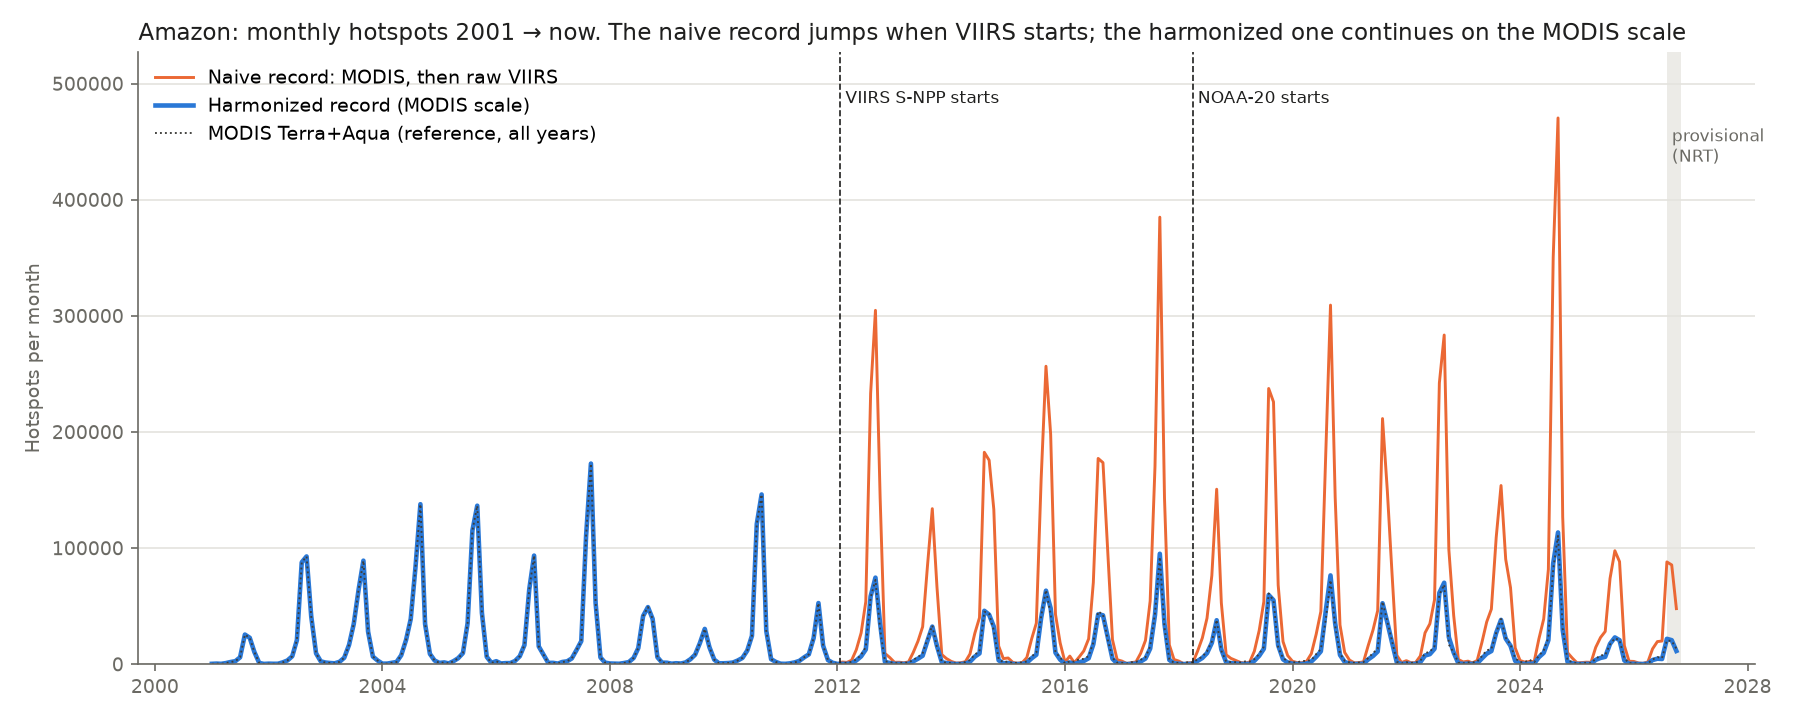 Amazon: monthly hotspots 2001 → now. The naive record jumps when VIIRS starts; the harmonized one continues on the MODIS scale
Naive record: MODIS, then raw VIIRS
Harmonized record (MODIS scale)
MODIS Terra+Aqua (reference, all years)
VIIRS S-NPP starts
NOAA-20 starts
provisional
(NRT)
Hotspots per month
500000
400000
300000
200000
100000
0
2000
2004
2008
2012
2016
2020
2024
2028